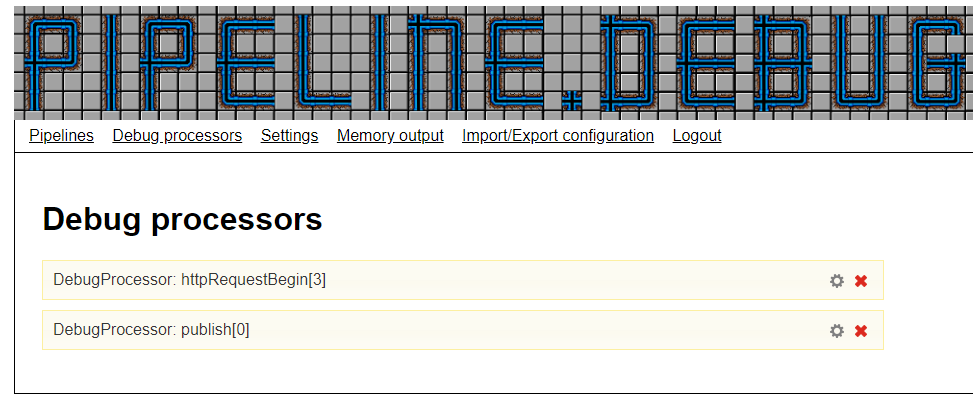 PIPELINE.DEBUG
Pipelines Debug processors Settings Memory output Import/Export configuration Logout
Debug processors
DebugProcessor: httpRequestBegin[3]
DebugProcessor: publish[0]